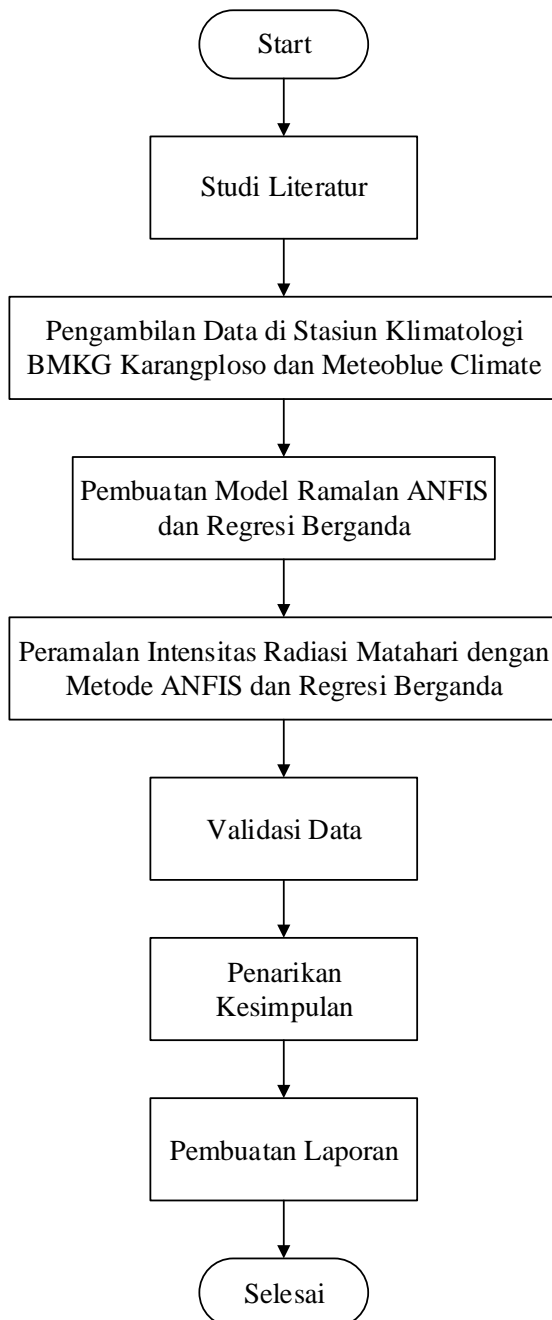 Start
Studi Literatur
Pengambilan Data di Stasiun Klimatologi
BMKG Karangploso dan Meteoblue Climate
Pembuatan Model Ramalan ANFIS
dan Regresi Berganda
Peramalan Intensitas Radiasi Matahari dengan
Metode ANFIS dan Regresi Berganda
Validasi Data
Penarikan
Kesimpulan
Pembuatan Laporan
Selesai